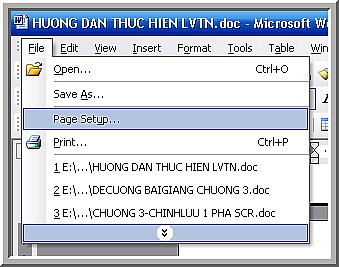 HUONG DAN THUC HIEN LVTN.doc - Microsoft Wo
File Edit View Insert Format Tools Table Win
Open... Ctrl+O
Save As...
Page Setup...
Print... Ctrl+P
1 E:\...\HUONG DAN THUC HIEN LVTN.doc
2 E:\...\DECUONG BAIGIANG CHUONG 3.doc
3 E:\...\CHUONG 3-CHINHLUU 1 PHA SCR.doc